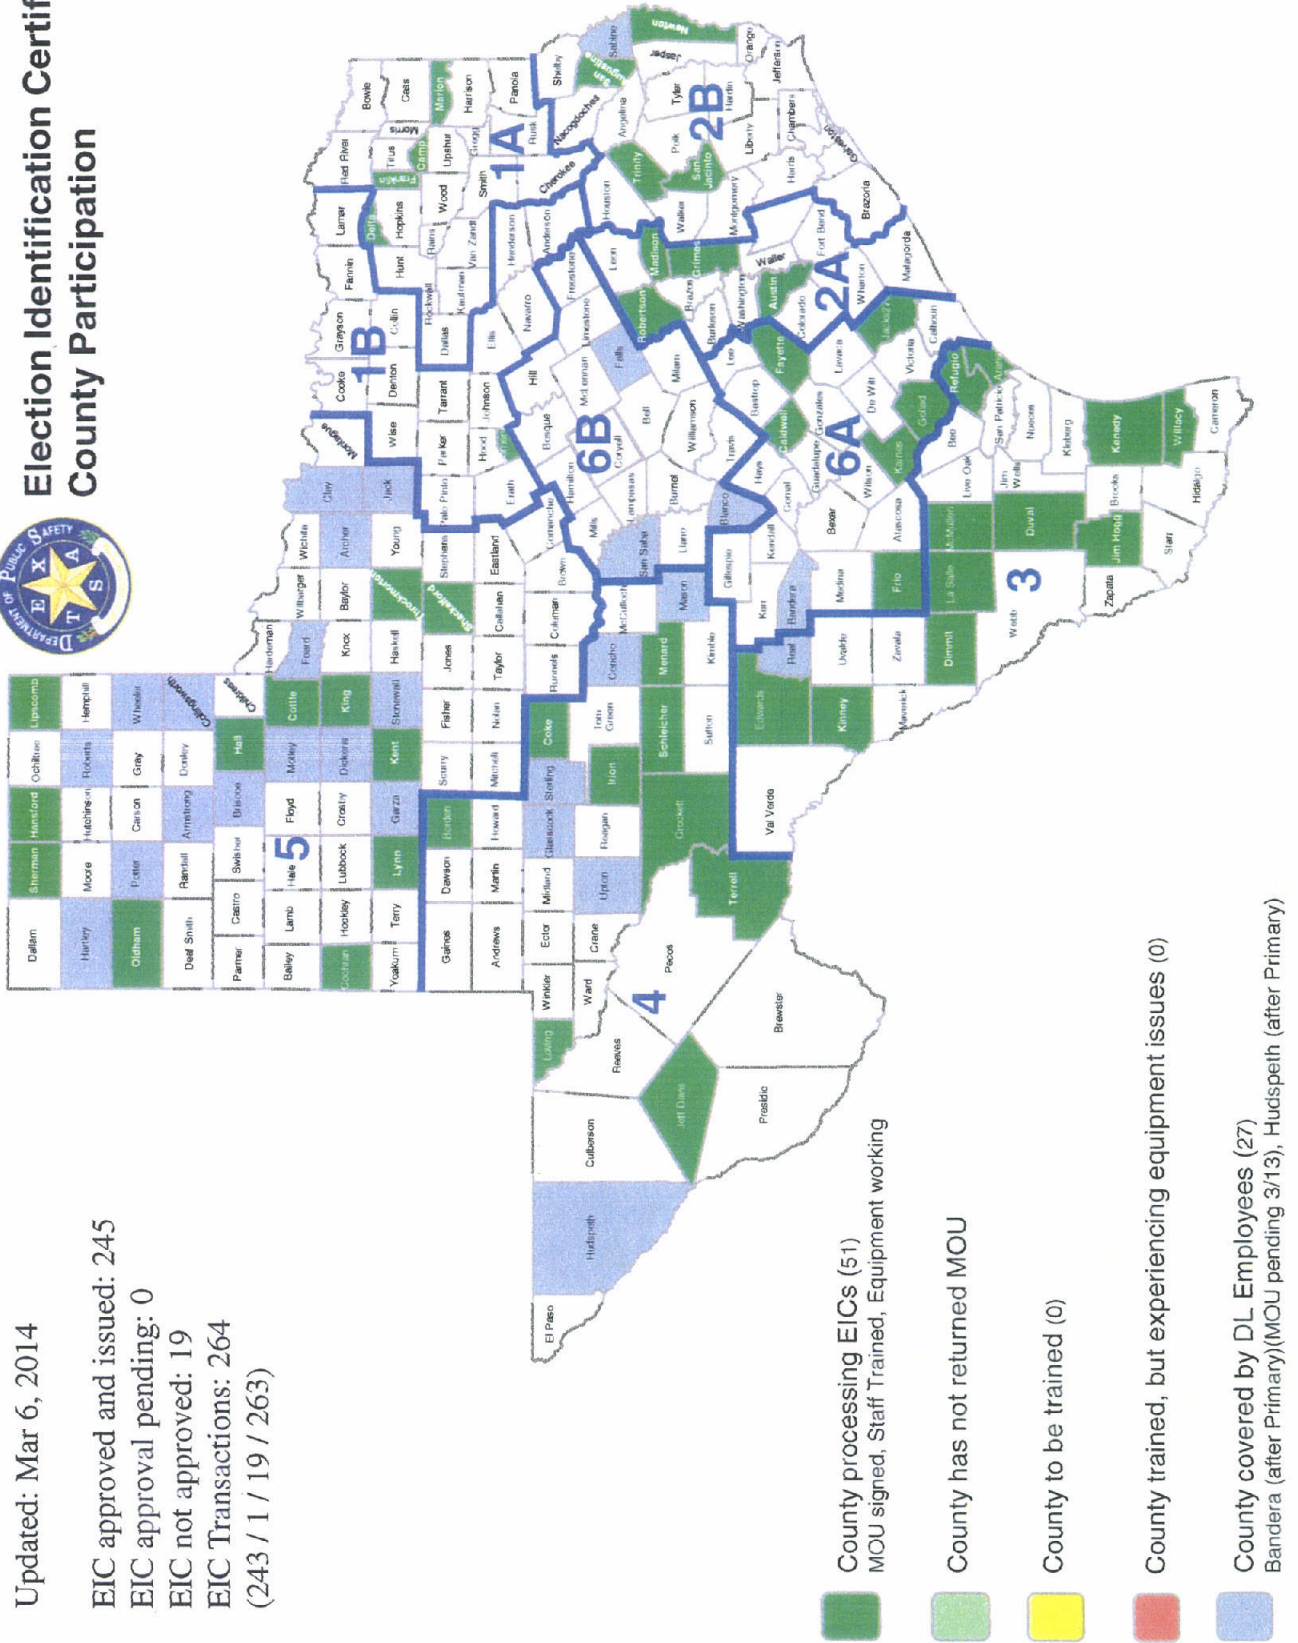 Election Identification Certif
County Participation
DEPARTMENT OF PUBLIC SAFETY
TEXAS
Updated: Mar 6, 2014
EIC approved and issued: 245
EIC approval pending: 0
EIC not approved: 19
EIC Transactions: 264
(243 / 1 / 19 / 263)
Dallam Sherman Hansford Ochiltree Lipscomb
Hartley Moore Hutchinson Roberts Hemphill
Oldham Potter Carson Gray Wheeler
Deaf Smith Randall Armstrong Donley Collingsworth
Parmer Castro Swisher Briscoe Hall Childress
Bailey Lamb Hale Floyd Motley Cottle Foard Hardeman Wilbarger Wichita Clay Montague Cooke Grayson Fannin Lamar Red River Bowie
5
Cochran Hockley Lubbock Crosby Dickens King Knox Baylor Archer Jack Wise Denton Collin Hunt Delta Hopkins Franklin Titus Morris Cass
1B
Yoakum Terry Lynn Garza Kent Stonewall Haskell Throckmorton Young
Camp Marion Upshur Wood Rains Harrison
Gaines Dawson Borden Scurry Fisher Jones Shackelford Stephens Palo Pinto Parker Tarrant Dallas Rockwall Kaufman Van Zandt Smith Gregg Panola Rusk
1A
Andrews Martin Howard Mitchell Nolan Taylor Callahan Eastland Erath Hood Johnson Ellis Henderson Cherokee
Loving Winkler Ector Midland Glasscock Sterling Coke Runnels Coleman Brown Comanche Hamilton Bosque Hill Navarro Anderson Freestone
Nacogdoches Shelby San Augustine Sabine
Ward Crane Upton Reagan Irion Tom Green Concho McCulloch San Saba Mills Lampasas Coryell McLennan Limestone Falls Leon Houston Trinity Angelina
6B
El Paso Hudspeth Culberson Reeves Pecos Crockett Schleicher Menard Mason Llano Burnet Bell Milam Robertson Madison Walker San Jacinto Polk Tyler Jasper Newton
4
2B
Jeff Davis Presidio Brewster Terrell Sutton Kimble Gillespie Blanco Williamson Travis Burleson Brazos Grimes Montgomery Liberty Hardin Orange Jefferson
Val Verde Edwards Real Kerr Bandera Kendall Comal Hays Caldwell Bastrop Lee Washington Waller Austin Harris Chambers Galveston
Kinney Uvalde Medina Bexar Guadalupe Gonzales Fayette Colorado Fort Bend Brazoria
2A
Maverick Zavala Frio Atascosa Wilson Karnes De Witt Lavaca Wharton Matagorda
6A
Dimmit La Salle McMullen Live Oak Bee Goliad Victoria Calhoun Refugio
Webb Duval Jim Wells San Patricio Nueces Kleberg
3
Zapata Jim Hogg Brooks Kenedy
Starr Hidalgo Willacy Cameron
County processing EICs (51)
MOU signed, Staff Trained, Equipment working
County has not returned MOU
County to be trained (0)
County trained, but experiencing equipment issues (0)
County covered by DL Employees (27)
Bandera (after Primary)(MOU pending 3/13), Hudspeth (after Primary)